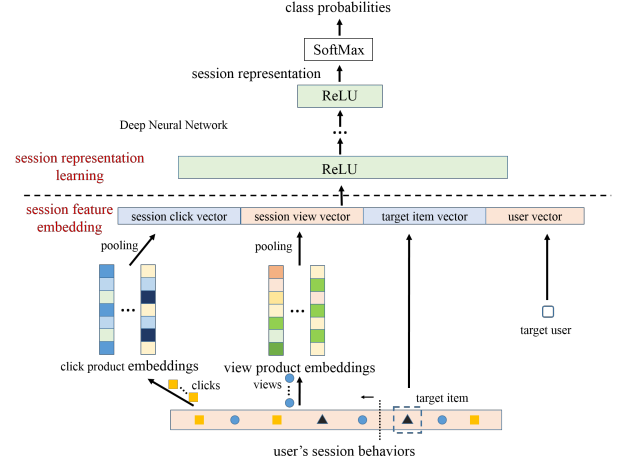 class probabilities
SoftMax
session representation
ReLU
Deep Neural Network
...
session representation
learning
ReLU
session feature
embedding
session click vector
session view vector
target item vector
user vector
pooling
pooling
...
...
target user
click product embeddings
view product embeddings
clicks
views
target item
user's session behaviors